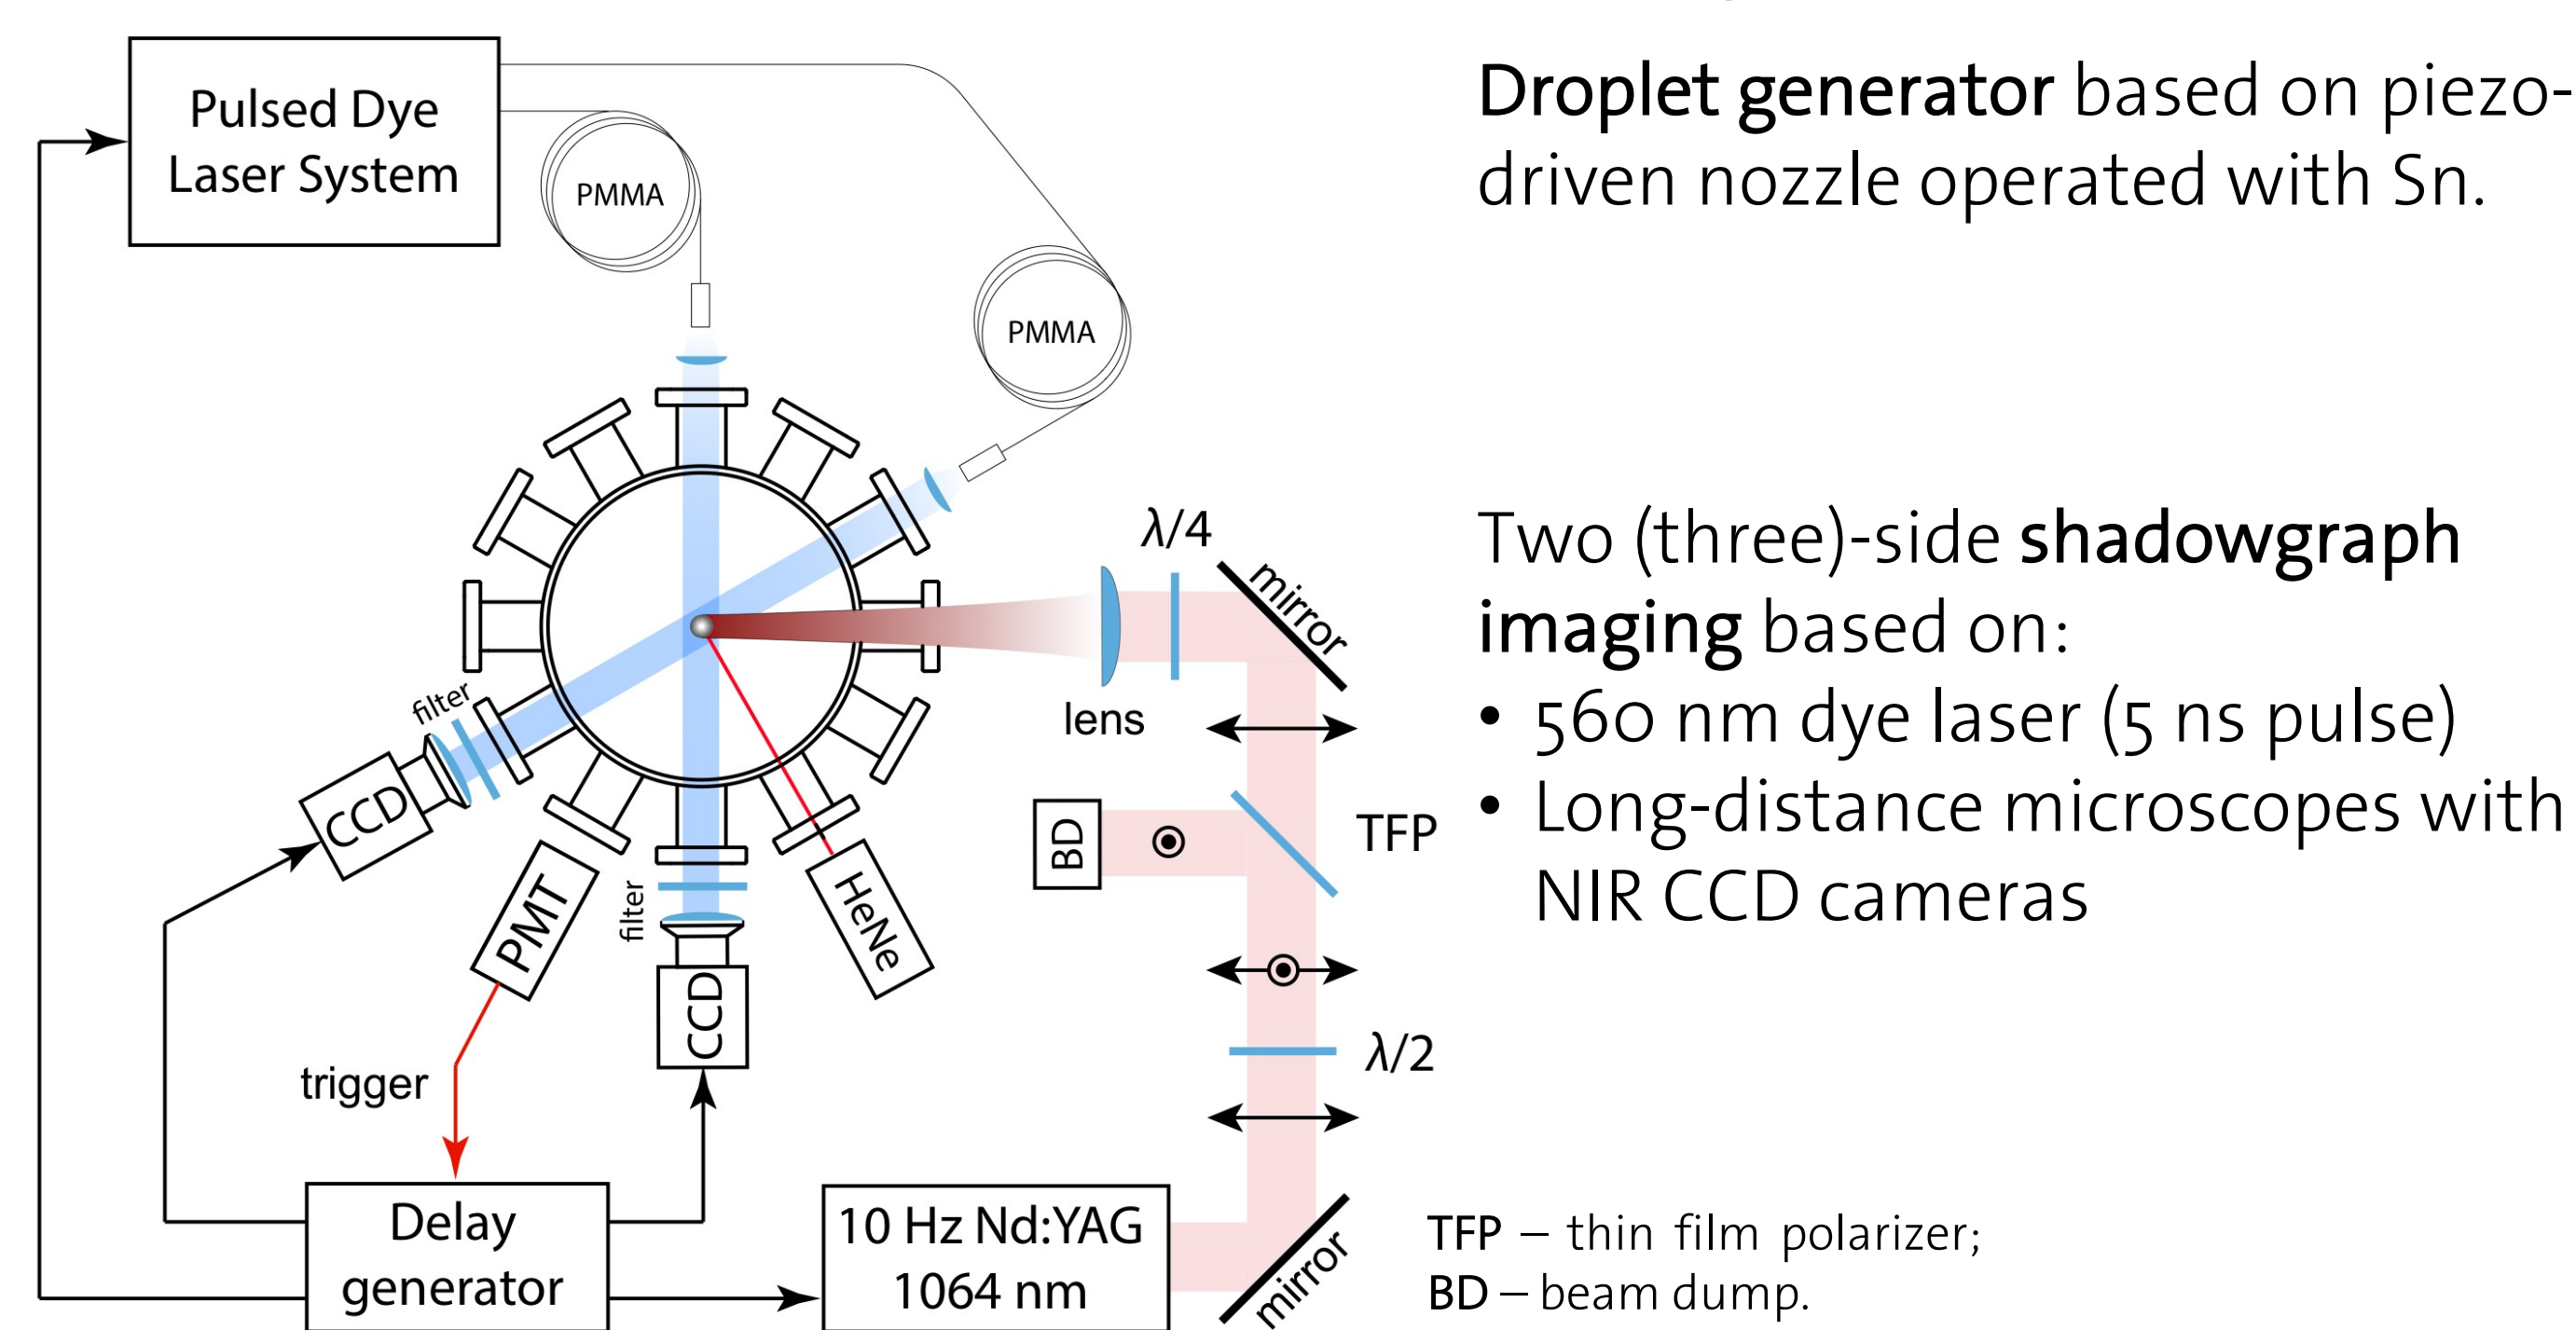 Pulsed Dye
Laser System
PMMA
PMMA
λ/4
mirror
lens
filter
CCD
PMT
filter
CCD
HeNe
BD
TFP
λ/2
trigger
Delay
generator
10 Hz Nd:YAG
1064 nm
mirror
Droplet generator based on piezo-
driven nozzle operated with Sn.
Two (three)-side shadowgraph
imaging based on:
• 560 nm dye laser (5 ns pulse)
• Long-distance microscopes with
NIR CCD cameras
TFP – thin film polarizer;
BD – beam dump.